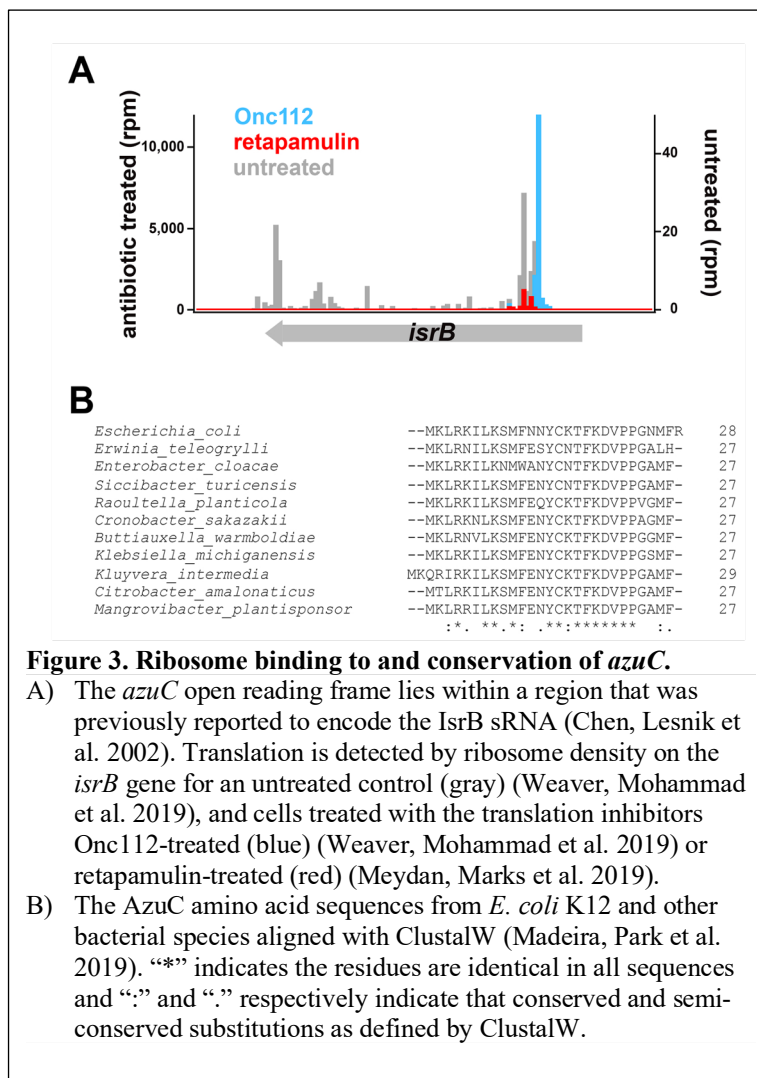 A
Onc112
retapamulin
untreated
antibiotic treated (rpm)
10,000
5,000
0
untreated (rpm)
40
20
0
isrB
B
Escherichia_coli --MKLRKILKSMFNNYCKTFKDVPPGNMFR 28
Erwinia_teleogrylli --MKLRNILKSMFESYCNTFKDVPPGALH- 27
Enterobacter_cloacae --MKLRKILKNMWANYCNTFKDVPPGAMF- 27
Siccibacter_turicensis --MKLRKILKSMFENYCNTFKDVPPGAMF- 27
Raoultella_planticola --MKLRKILKSMFEQYCNTFKDVPPVGMF- 27
Cronobacter_sakazakii --MKLRKNLKSMFENYCKTFKDVPPAGMF- 27
Buttiauxella_warmboldiae --MKLRNVLKSMFENYCKTFKDVPPGGMF- 27
Klebsiella_michiganensis --MKLRKILKSMFENYCNTFKDVPPGSMF- 27
Kluyvera_intermedia MKQRIRKILKSMFENYCKTFKDVPPGAMF- 29
Citrobacter_amalonaticus --MTLRKILKSMFENYCKTFKDVPPGAMF- 27
Mangrovibacter_plantisponsor --MKLRRILKSMFENYCKTFKDVPPGAMF- 27
:*. **.*: .**:******* :.
Figure 3. Ribosome binding to and conservation of azuC.
A) The azuC open reading frame lies within a region that was
previously reported to encode the IsrB sRNA (Chen, Lesnik et
al. 2002). Translation is detected by ribosome density on the
isrB gene for an untreated control (gray) (Weaver, Mohammad
et al. 2019), and cells treated with the translation inhibitors
Onc112-treated (blue) (Weaver, Mohammad et al. 2019) or
retapamulin-treated (red) (Meydan, Marks et al. 2019).
B) The AzuC amino acid sequences from E. coli K12 and other
bacterial species aligned with ClustalW (Madeira, Park et al.
2019). “*” indicates the residues are identical in all sequences
and “:” and “.” respectively indicate that conserved and semi-
conserved substitutions as defined by ClustalW.